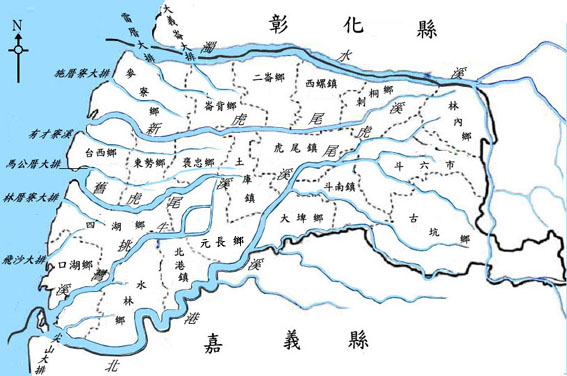 彰化縣
N
大義崙大排
雷厝大排
濁水溪
施厝寮大排
麥寮鄉
崙背鄉
二崙鄉
西螺鎮
刺桐鄉
林內鄉
新虎尾溪
有才寮溪
台西鄉
東勢鄉
褒忠鄉
土庫鎮
虎尾鎮
虎尾溪
斗六市
馬公厝大排
舊虎尾溪
斗南鎮
林厝寮大排
四湖鄉
大埤鄉
古坑鄉
牛挑灣溪
元長鄉
飛沙大排
口湖鄉
北港鎮
水林鄉
北港溪
尖山大排
嘉義縣